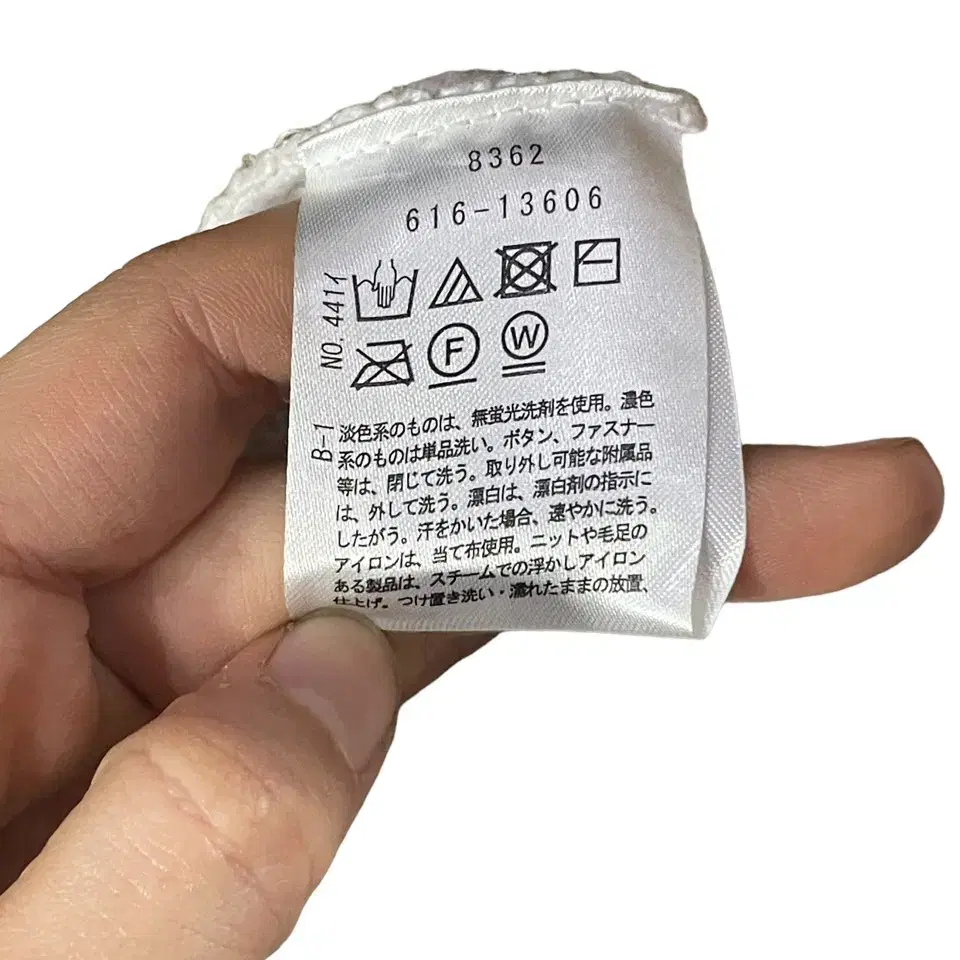 8362
616-13606
NO. 441イ
F
W
B-1
淡色系のものは、無蛍光洗剤を使用。濃色
系のものは単品洗い。ボタン、ファスナー
等は、閉じて洗う。取り外し可能な附属品
は、外して洗う。漂白は、漂白剤の指示に
したがう。汗をかいた場合、速やかに洗う。
アイロンは、当て布使用。ニットや毛足の
ある製品は、スチームでの浮かしアイロン
仕上げ。つけ置き洗い・濡れたままの放置、